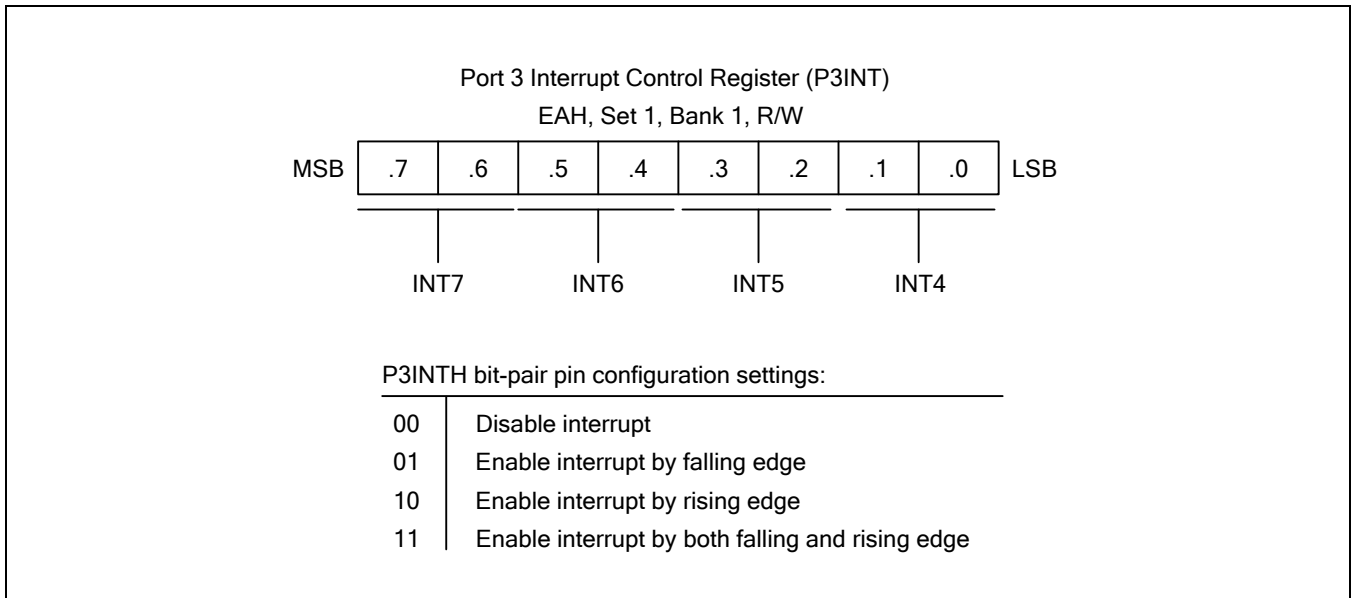 Port 3 Interrupt Control Register (P3INT)
EAH, Set 1, Bank 1, R/W
MSB .7 .6 .5 .4 .3 .2 .1 .0 LSB
INT7 INT6 INT5 INT4
P3INTH bit-pair pin configuration settings:
00 Disable interrupt
01 Enable interrupt by falling edge
10 Enable interrupt by rising edge
11 Enable interrupt by both falling and rising edge